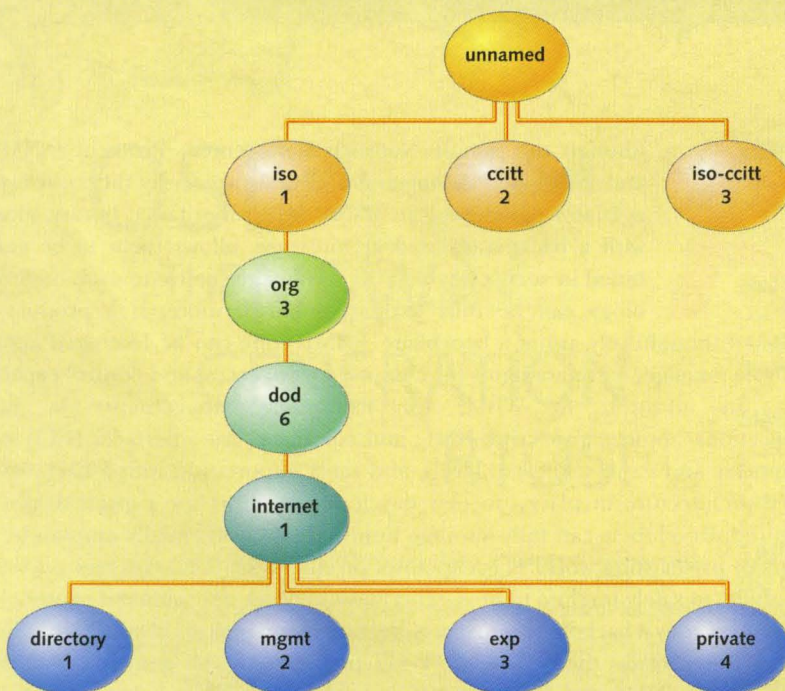 unnamed
iso
1
ccitt
2
iso-ccitt
3
org
3
dod
6
internet
1
directory
1
mgmt
2
exp
3
private
4